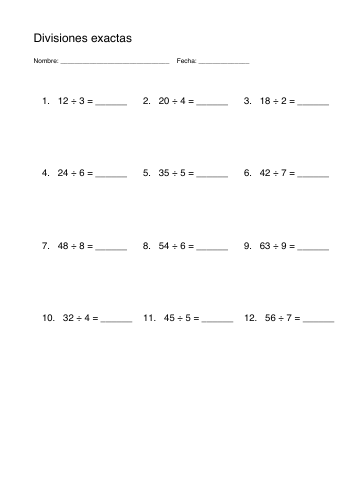 Divisiones exactas
Nombre: ______________________________ Fecha: ______________
1. 12 ÷ 3 = ______ 2. 20 ÷ 4 = ______ 3. 18 ÷ 2 = ______
4. 24 ÷ 6 = ______ 5. 35 ÷ 5 = ______ 6. 42 ÷ 7 = ______
7. 48 ÷ 8 = ______ 8. 54 ÷ 6 = ______ 9. 63 ÷ 9 = ______
10. 32 ÷ 4 = ______ 11. 45 ÷ 5 = ______ 12. 56 ÷ 7 = ______